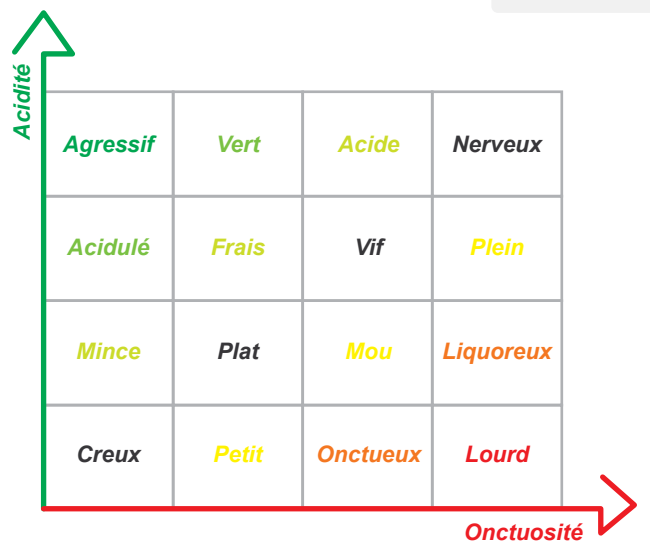 Acidité
Agressif Vert Acide Nerveux
Acidulé Frais Vif Plein
Mince Plat Mou Liquoreux
Creux Petit Onctueux Lourd
Onctuosité